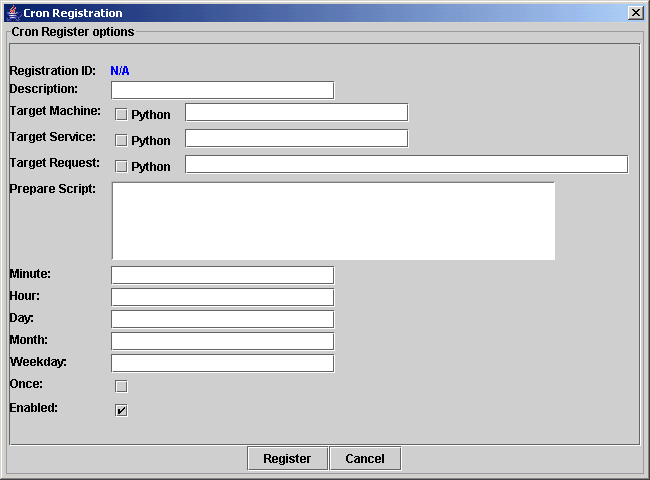 Cron Registration
Cron Register options
Registration ID: N/A
Description:
Target Machine: Python
Target Service: Python
Target Request: Python
Prepare Script:
Minute:
Hour:
Day:
Month:
Weekday:
Once:
Enabled:
Register Cancel